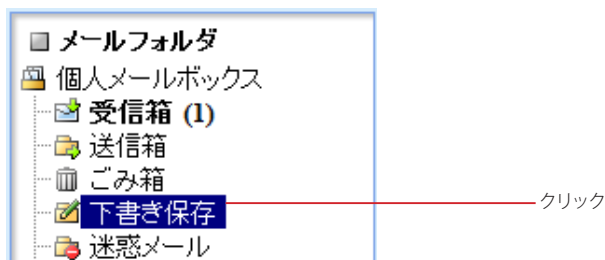 メールフォルダ
個人メールボックス
受信箱 (1)
送信箱
ごみ箱
下書き保存
クリック
迷惑メール